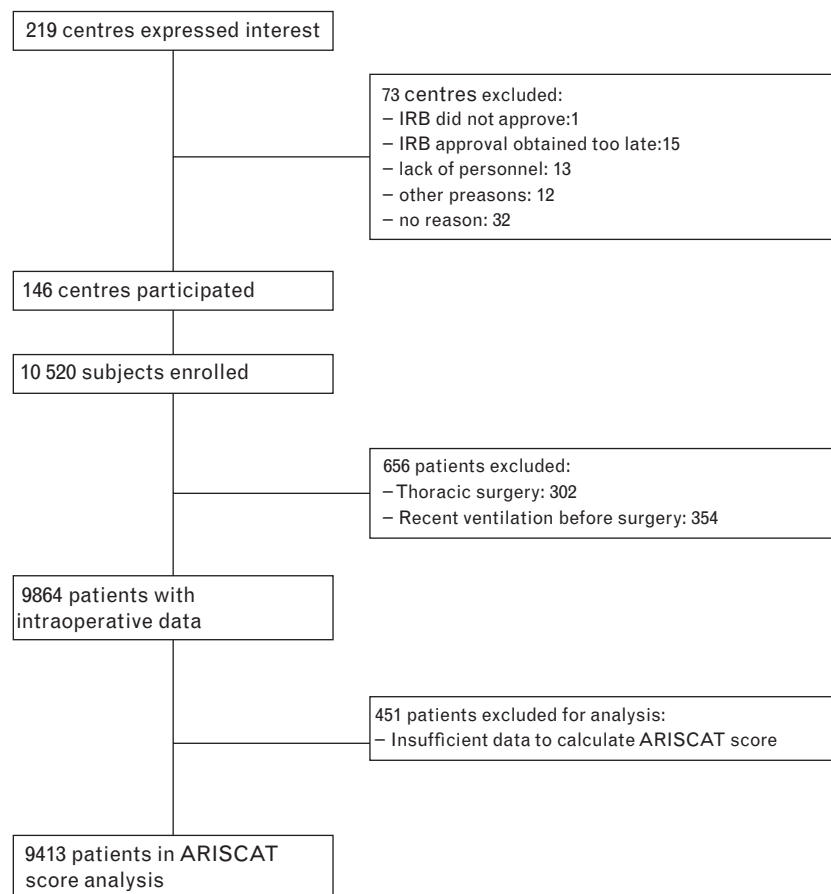 219 centres expressed interest
73 centres excluded:
– IRB did not approve:1
– IRB approval obtained too late:15
– lack of personnel: 13
– other preasons: 12
– no reason: 32
146 centres participated
10 520 subjects enrolled
656 patients excluded:
– Thoracic surgery: 302
– Recent ventilation before surgery: 354
9864 patients with
intraoperative data
451 patients excluded for analysis:
– Insufficient data to calculate ARISCAT score
9413 patients in ARISCAT
score analysis